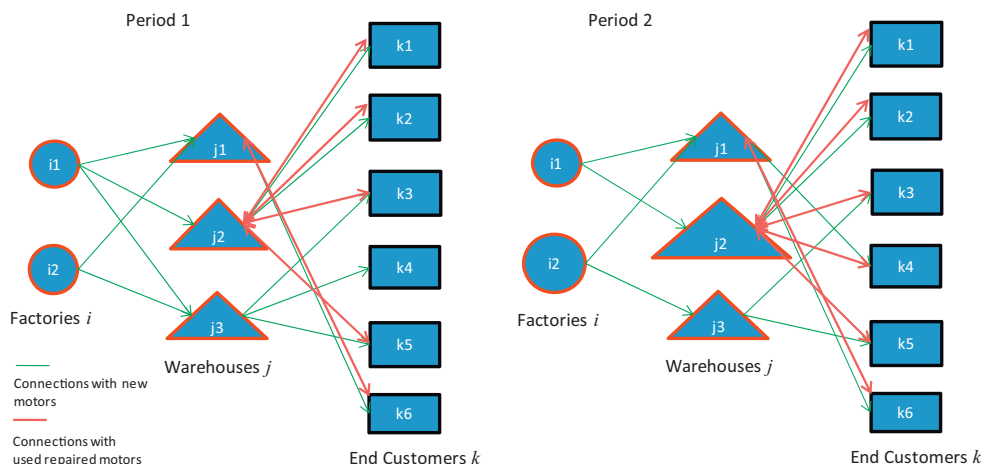 Period 1
k1
k2
j1
i1
k3
j2
i2
k4
j3
Factories i
k5
Warehouses j
Connections with new
motors
k6
Connections with
used repaired motors
End Customers k
Period 2
k1
k2
j1
i1
k3
j2
i2
k4
j3
Factories i
k5
Warehouses j
k6
End Customers k